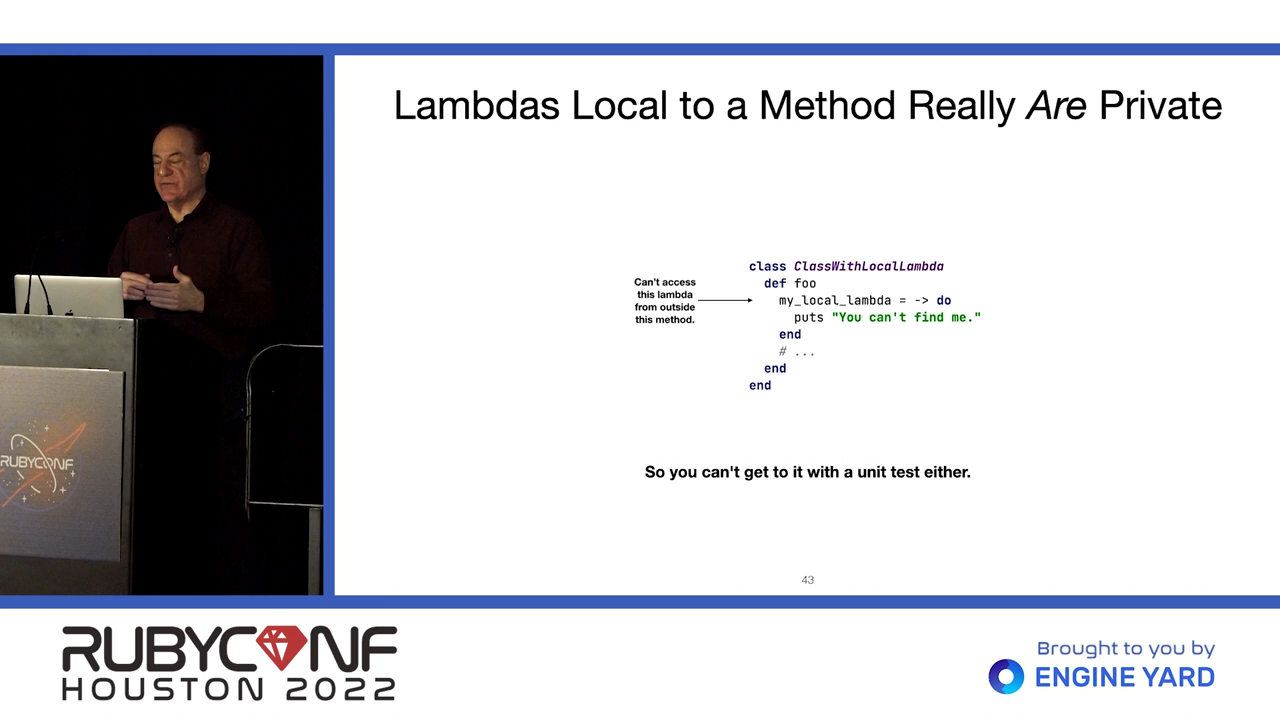 Lambdas Local to a Method Really Are Private
Can't access
this lambda
from outside
this method.
class ClassWithLocalLambda
def foo
my_local_lambda = -> do
puts "You can't find me."
end
# ...
end
end
So you can't get to it with a unit test either.
43
RUBYCONF
RUBYCONF
HOUSTON 2022
Brought to you by
ENGINE YARD